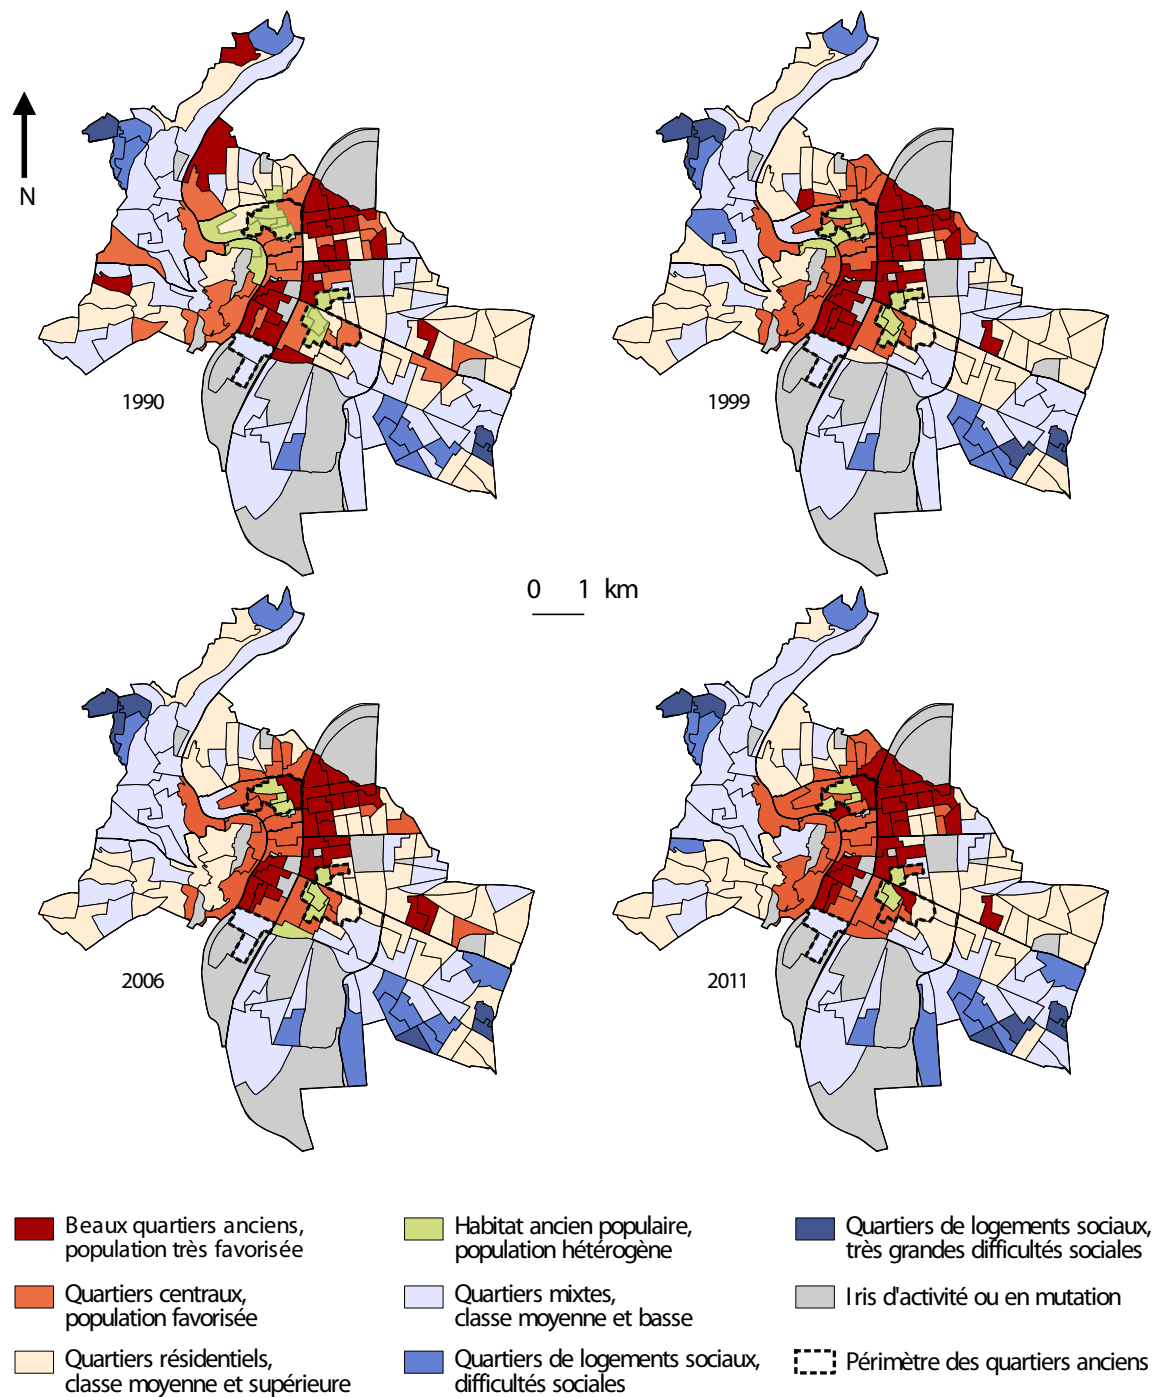 N
1990
1999
0 1 km
2006
2011
Beaux quartiers anciens,
population très favorisée
Quartiers centraux,
population favorisée
Quartiers résidentiels,
classe moyenne et supérieure
Habitat ancien populaire,
population hétérogène
Quartiers mixtes,
classe moyenne et basse
Quartiers de logements sociaux,
difficultés sociales
Quartiers de logements sociaux,
très grandes difficultés sociales
Iris d'activité ou en mutation
Périmètre des quartiers anciens